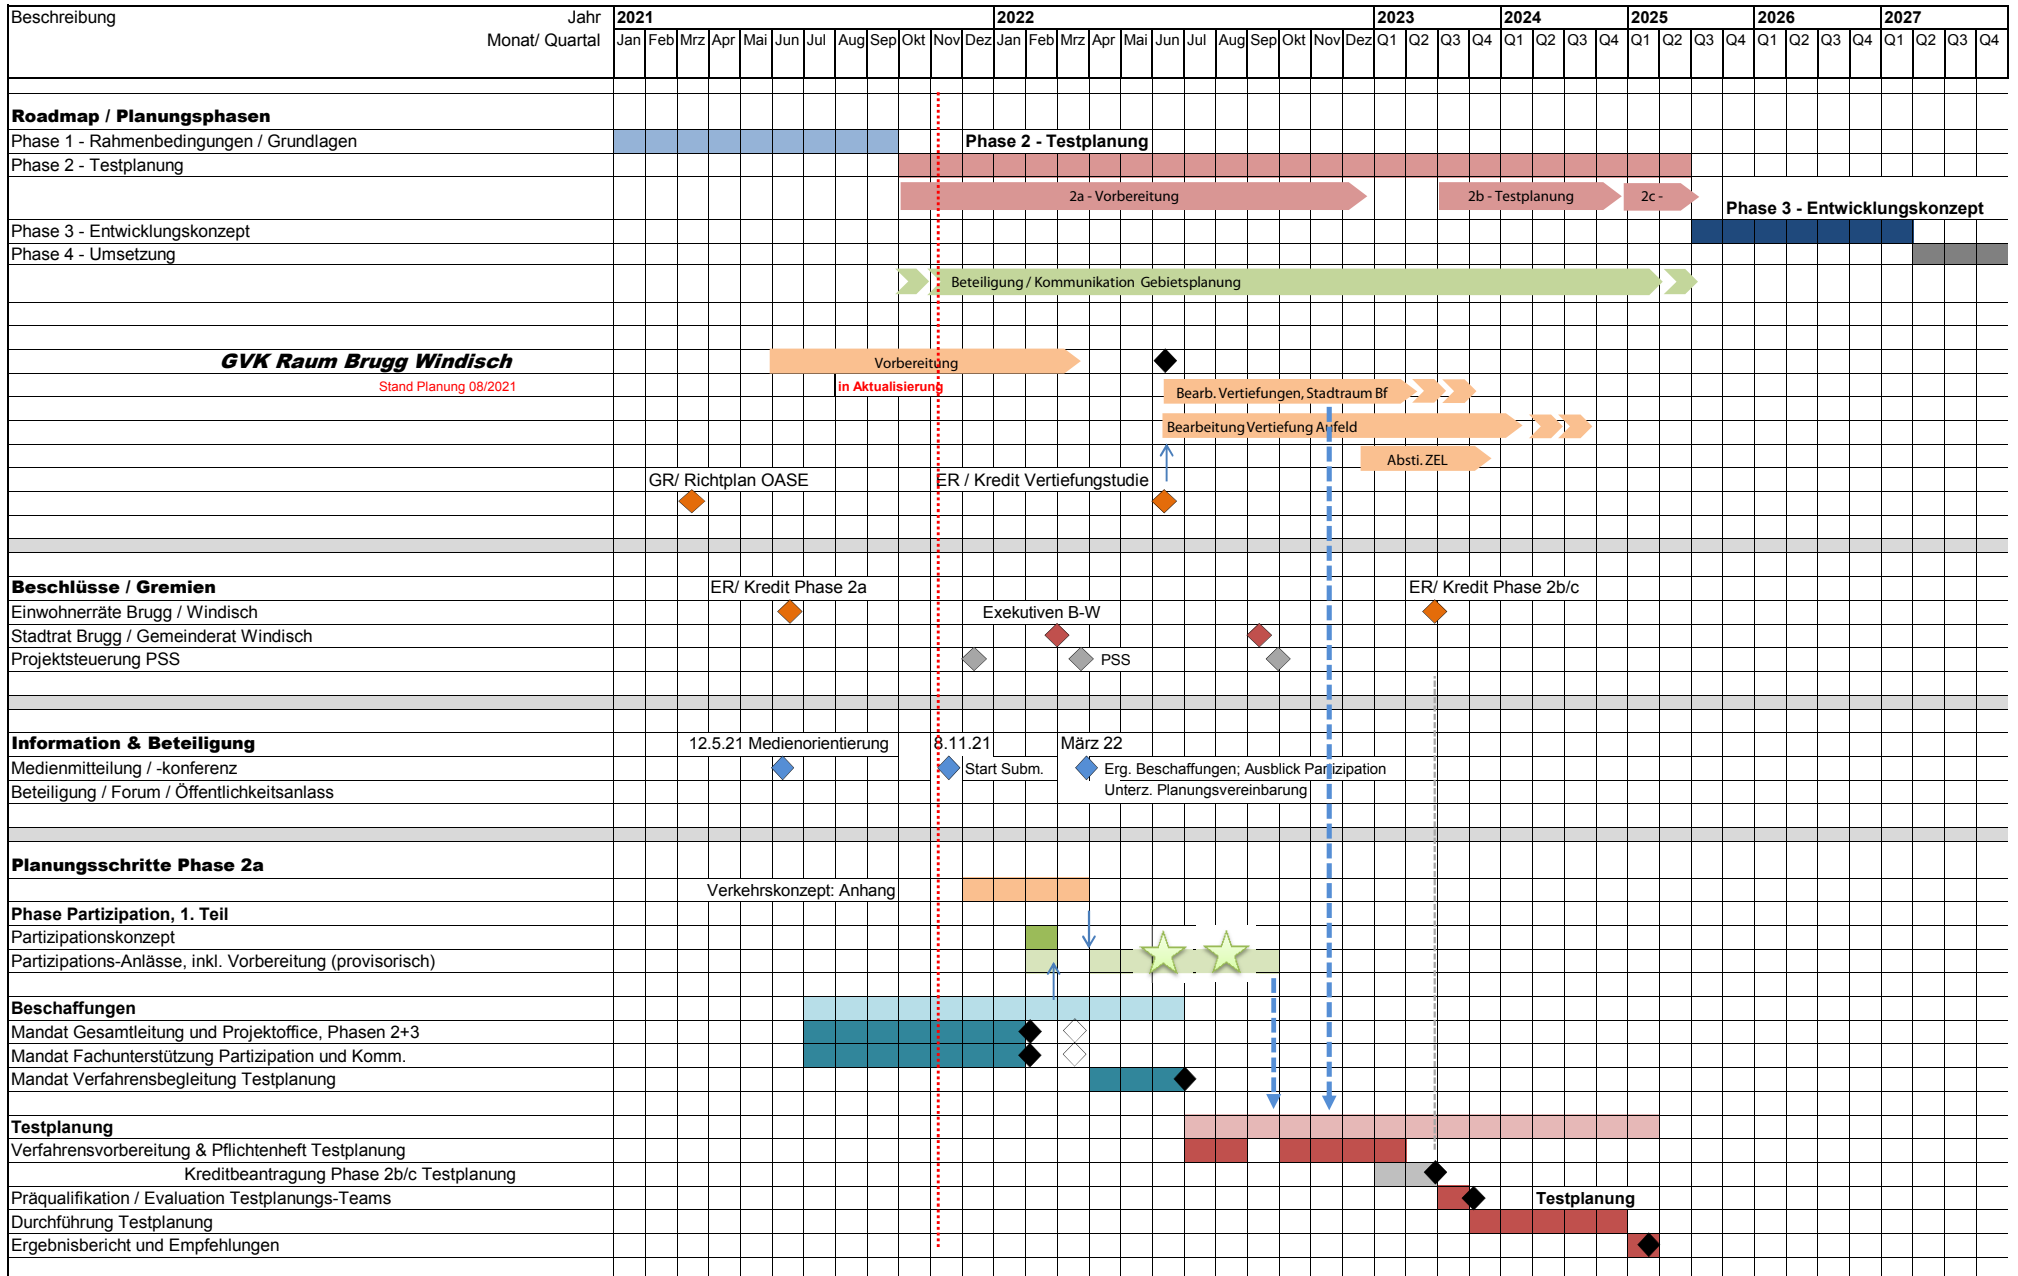 Beschreibung Jahr 2021 2022 2023 2024 2025 2026 2027
Monat/ Quartal Jan Feb Mrz Apr Mai Jun Jul Aug Sep Okt Nov Dez Jan Feb Mrz Apr Mai Jun Jul Aug Sep Okt Nov Dez Q1 Q2 Q3 Q4 Q1 Q2 Q3 Q4 Q1 Q2 Q3 Q4 Q1 Q2 Q3 Q4 Q1 Q2 Q3 Q4
Roadmap / Planungsphasen
Phase 1 - Rahmenbedingungen / Grundlagen Phase 2 - Testplanung
Phase 2 - Testplanung
2a - Vorbereitung 2b - Testplanung 2c -
Phase 3 - Entwicklungskonzept
Phase 3 - Entwicklungskonzept
Phase 4 - Umsetzung
Beteiligung / Kommunikation Gebietsplanung
GVK Raum Brugg Windisch Vorbereitung
Stand Planung 08/2021 in Aktualisierung
Bearb. Vertiefungen, Stadtraum Bf
Bearbeitung Vertiefung Aufeld
Absti. ZEL
GR/ Richtplan OASE ER / Kredit Vertiefungstudie
Beschlüsse / Gremien ER/ Kredit Phase 2a ER/ Kredit Phase 2b/c
Einwohnerräte Brugg / Windisch Exekutiven B-W
Stadtrat Brugg / Gemeinderat Windisch
Projektsteuerung PSS PSS
Information & Beteiligung 12.5.21 Medienorientierung 8.11.21 März 22
Medienmitteilung / -konferenz Start Subm. Erg. Beschaffungen; Ausblick Partizipation
Beteiligung / Forum / Öffentlichkeitsanlass Unterz. Planungsvereinbarung
Planungsschritte Phase 2a
Verkehrskonzept: Anhang
Phase Partizipation, 1. Teil
Partizipationskonzept
Partizipations-Anlässe, inkl. Vorbereitung (provisorisch)
Beschaffungen
Mandat Gesamtleitung und Projektoffice, Phasen 2+3
Mandat Fachunterstützung Partizipation und Komm.
Mandat Verfahrensbegleitung Testplanung
Testplanung
Verfahrensvorbereitung & Pflichtenheft Testplanung
Kreditbeantragung Phase 2b/c Testplanung
Präqualifikation / Evaluation Testplanungs-Teams Testplanung
Durchführung Testplanung
Ergebnisbericht und Empfehlungen